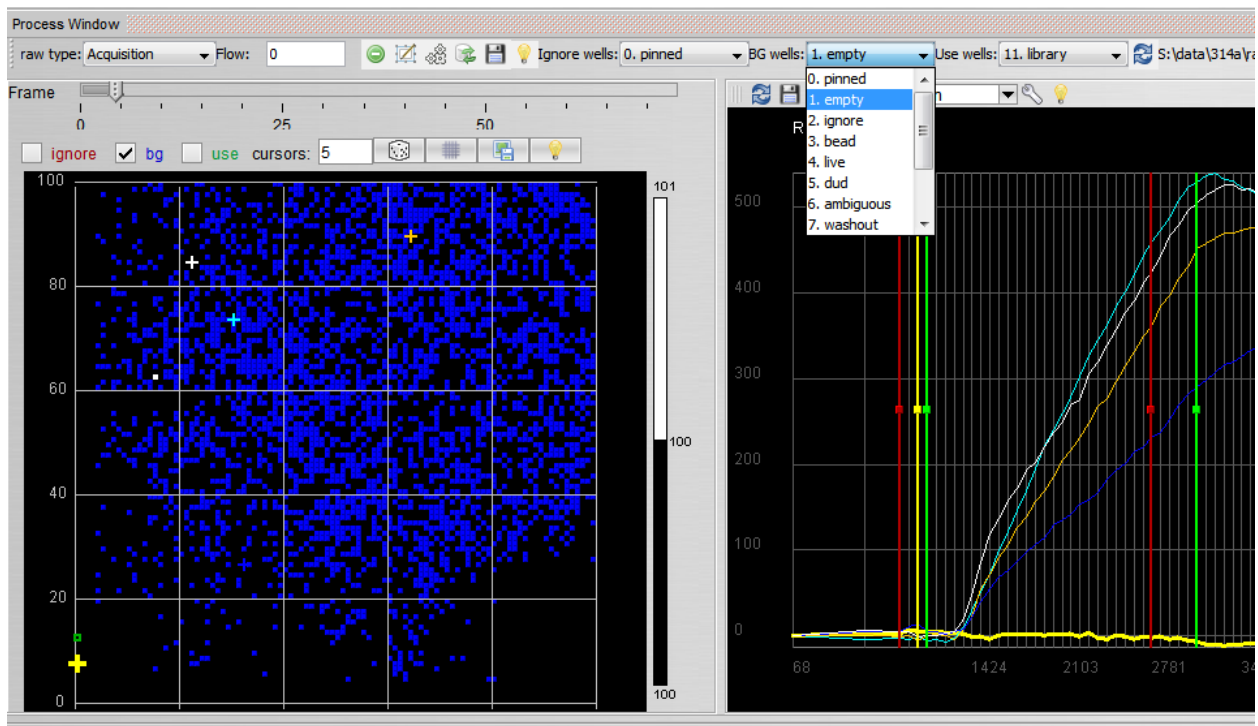 Process Window
raw type: Acquisition Flow: 0 Ignore wells: 0. pinned BG wells: 1. empty Use wells: 11. library S:\data\314a\ra
0. pinned
1. empty
2. ignore
3. bead
4. live
5. dud
6. ambiguous
7. washout
Frame
0 25 50
ignore bg use cursors: 5
100
80
60
40
20
0
101
100
100
n
R
500
400
300
200
100
0
68 1424 2103 2781 34